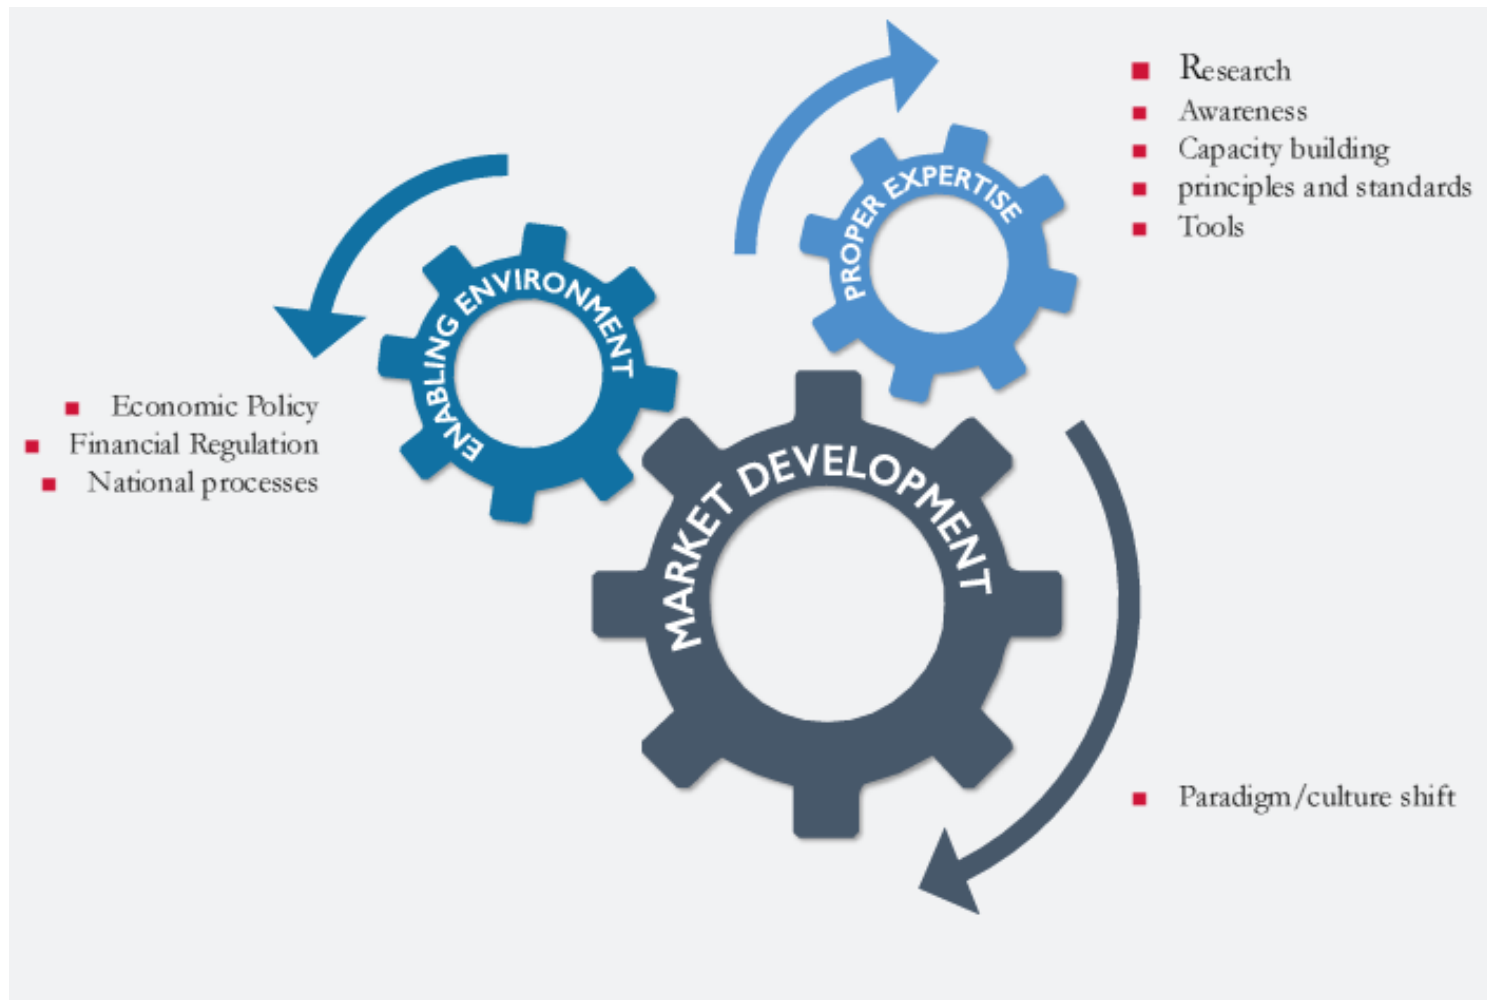 Research
Awareness
Capacity building
principles and standards
Tools
PROPER EXPERTISE
ENABLING ENVIRONMENT
Economic Policy
Financial Regulation
National processes
MARKET DEVELOPMENT
Paradigm/culture shift